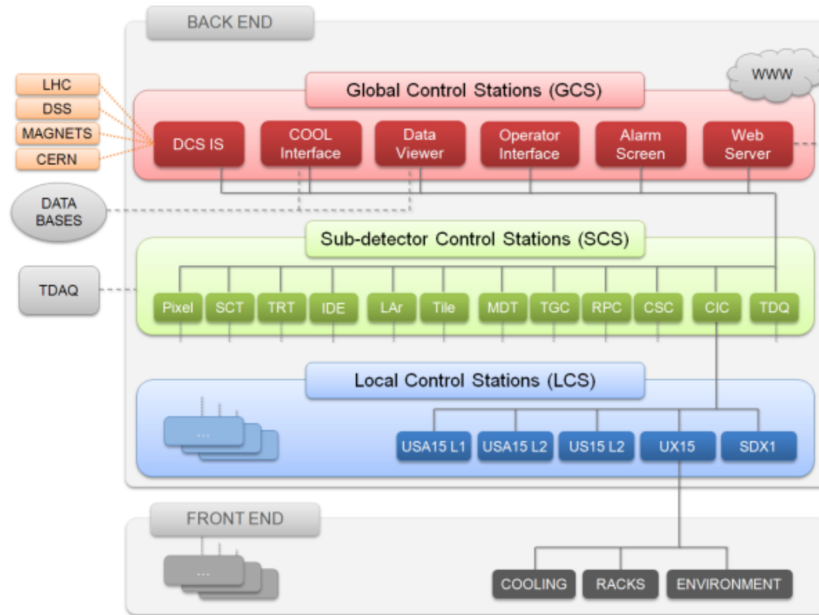 BACK END
WWW
LHC
DSS
MAGNETS
CERN
Global Control Stations (GCS)
DCS IS
COOL
Interface
Data
Viewer
Operator
Interface
Alarm
Screen
Web
Server
DATA
BASES
Sub-detector Control Stations (SCS)
TDAQ
Pixel
SCT
TRT
IDE
LAr
Tile
MDT
TGC
RPC
CSC
CIC
TDQ
Local Control Stations (LCS)
...
USA15 L1
USA15 L2
US15 L2
UX15
SDX1
FRONT END
...
COOLING
RACKS
ENVIRONMENT